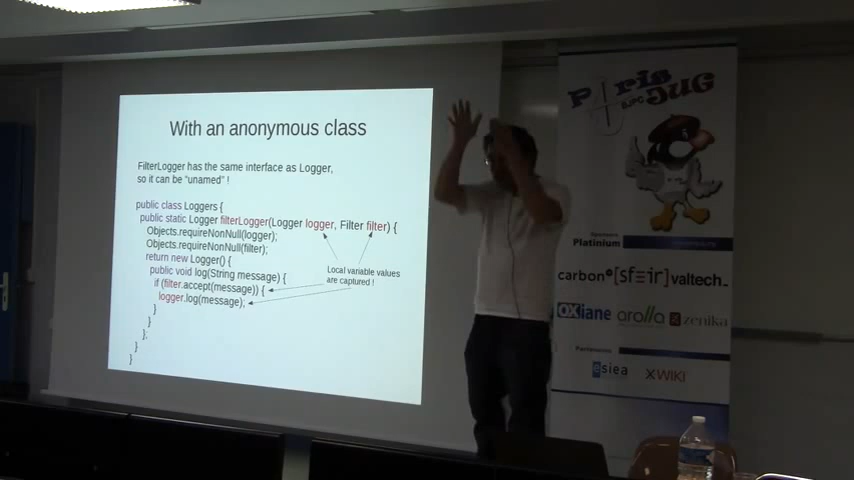 With an anonymous class
FilterLogger has the same interface as Logger,
so it can be "unamed" !
public class Loggers {
public static Logger filterLogger(Logger logger, Filter filter) {
Objects.requireNonNull(logger);
Objects.requireNonNull(filter);
return new Logger() {
public void log(String message) {
if (filter.accept(message)) {
logger.log(message);
}
}
};
}
}
Local variable values
are captured !
Paris
JUG
Sponsors
Platinium
carbon [sfeir] valtech_
OXiane arolla zenika
Partenaires
esiea XWIKI